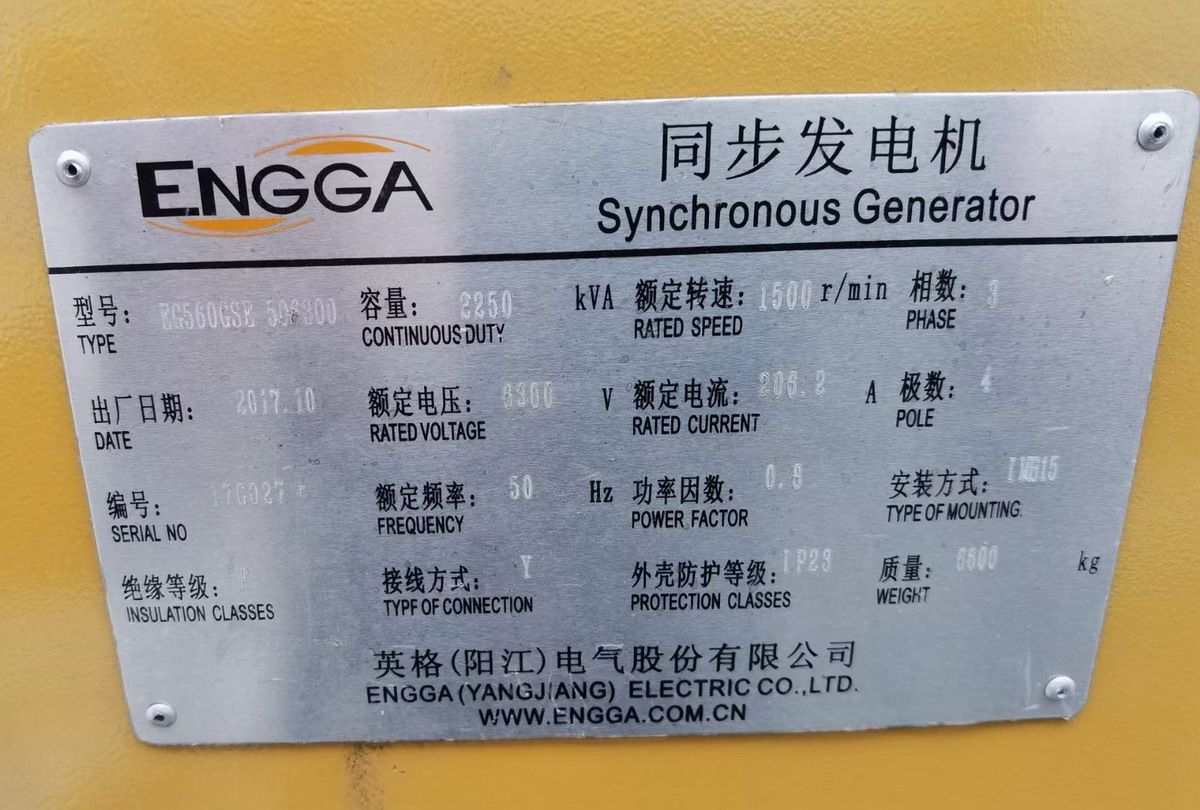 ENGGA
同步发电机
Synchronous Generator
型号: EG560GSE 506300 容量: 2250 kVA 额定转速: 1500 r/min 相数: 3
TYPE CONTINUOUS DUTY RATED SPEED PHASE
出厂日期: 2017.10 额定电压: 6300 V 额定电流: 206.2 A 极数: 4
DATE RATED VOLTAGE RATED CURRENT POLE
编号: 额定频率: 50 Hz 功率因数: 0.8 安装方式:
SERIAL NO FREQUENCY POWER FACTOR TYPE OF MOUNTING
绝缘等级: 接线方式: Y 外壳防护等级: IP23 质量: kg
INSULATION CLASSES TYPF OF CONNECTION PROTECTION CLASSES WEIGHT
英格(阳江)电气股份有限公司
ENGGA(YANGJIANG) ELECTRIC CO.,LTD.
WWW.ENGGA.COM.CN